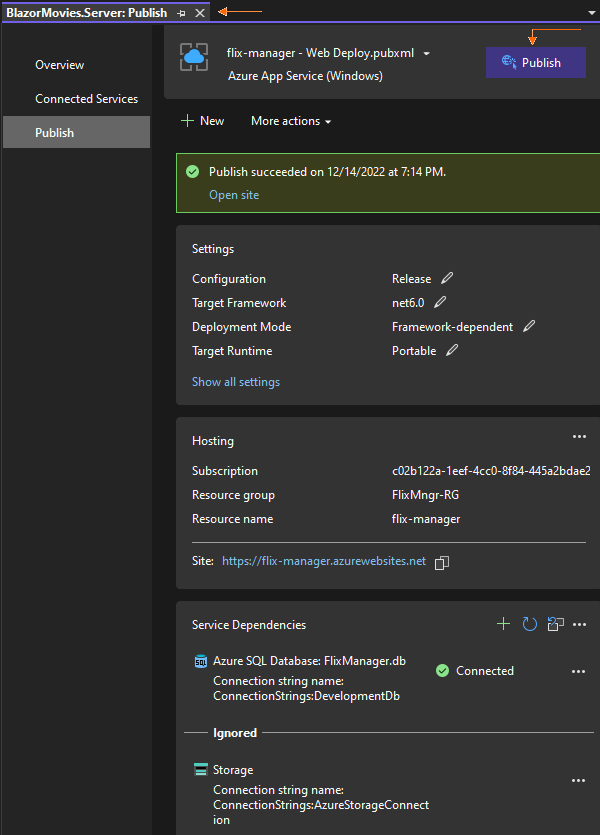 BlazorMovies.Server: Publish
Overview
Connected Services
Publish
flix-manager - Web Deploy.pubxml
Azure App Service (Windows)
Publish
New More actions
Publish succeeded on 12/14/2022 at 7:14 PM.
Open site
Settings
Configuration Release
Target Framework net6.0
Deployment Mode Framework-dependent
Target Runtime Portable
Show all settings
Hosting
Subscription c02b122a-1eef-4cc0-8f84-445a2bdae2
Resource group FlixMngr-RG
Resource name flix-manager
Site: https://flix-manager.azurewebsites.net
Service Dependencies
SQL Azure SQL Database: FlixManager.db Connected
Connection string name:
ConnectionStrings:DevelopmentDb
Ignored
Storage
Connection string name:
ConnectionStrings:AzureStorageConnect
ion